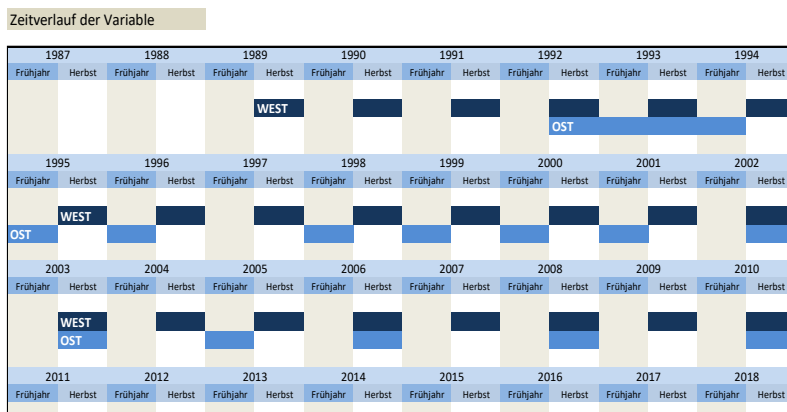 Zeitverlauf der Variable
1987 1988 1989 1990 1991 1992 1993 1994
Frühjahr Herbst Frühjahr Herbst Frühjahr Herbst Frühjahr Herbst Frühjahr Herbst Frühjahr Herbst Frühjahr Herbst Frühjahr Herbst
WEST
OST
1995 1996 1997 1998 1999 2000 2001 2002
Frühjahr Herbst Frühjahr Herbst Frühjahr Herbst Frühjahr Herbst Frühjahr Herbst Frühjahr Herbst Frühjahr Herbst Frühjahr Herbst
WEST
OST
2003 2004 2005 2006 2007 2008 2009 2010
Frühjahr Herbst Frühjahr Herbst Frühjahr Herbst Frühjahr Herbst Frühjahr Herbst Frühjahr Herbst Frühjahr Herbst Frühjahr Herbst
WEST
OST
2011 2012 2013 2014 2015 2016 2017 2018
Frühjahr Herbst Frühjahr Herbst Frühjahr Herbst Frühjahr Herbst Frühjahr Herbst Frühjahr Herbst Frühjahr Herbst Frühjahr Herbst